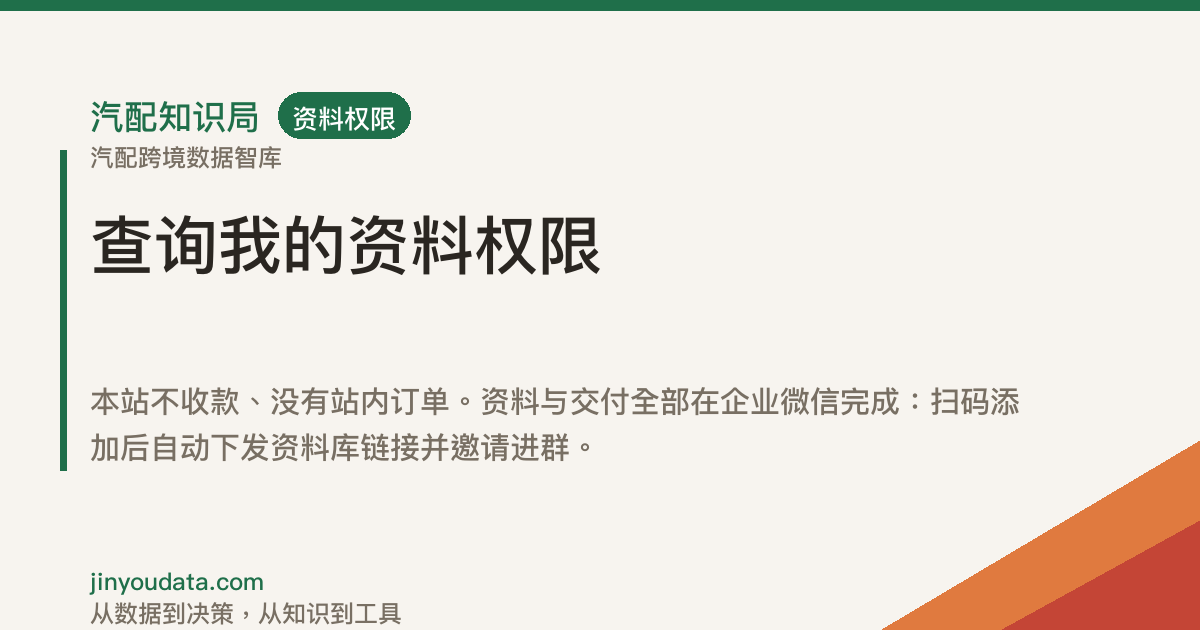 汽配知识局
资料权限
汽配跨境数据智库
查询我的资料权限
本站不收款、没有站内订单。资料与交付全部在企业微信完成：扫码添
加后自动下发资料库链接并邀请进群。
jinyoudata.com
从数据到决策，从知识到工具